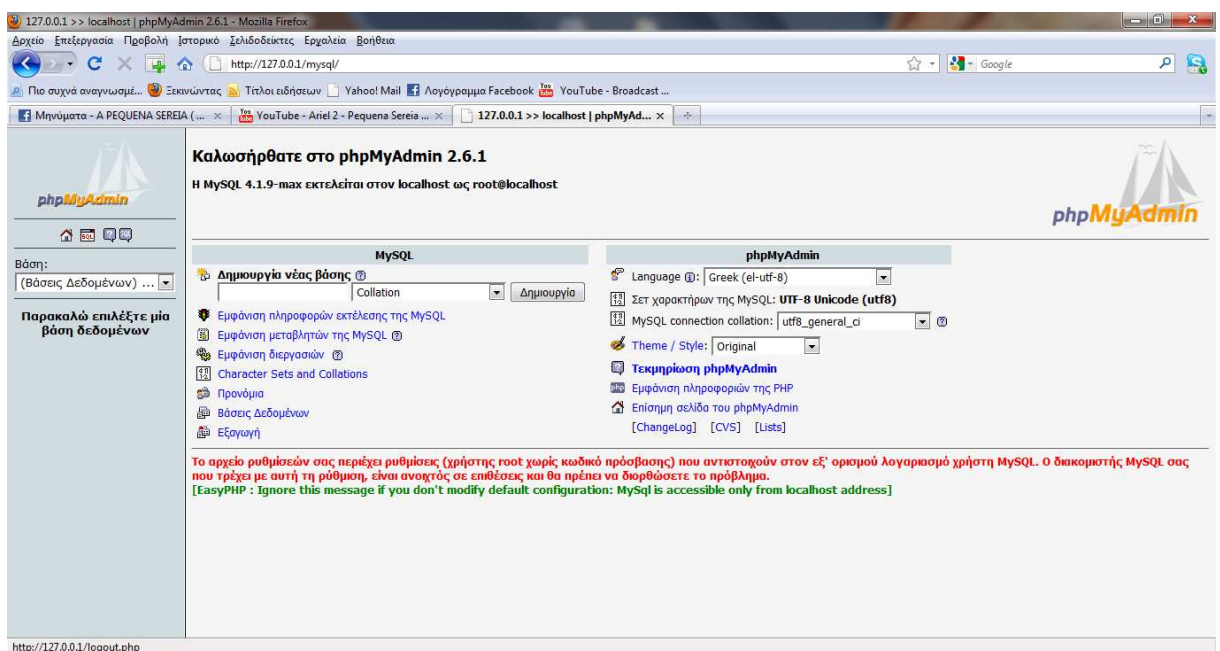 127.0.0.1 >> localhost | phpMyAdmin 2.6.1 - Mozilla Firefox
Αρχείο Επεξεργασία Προβολή Ιστορικό Σελιδοδείκτες Εργαλεία Βοήθεια
http://127.0.0.1/mysql/
Google
Πιο συχνά αναγνωσμέ... Ξεκινώντας Τίτλοι ειδήσεων Yahoo! Mail Λογόγραμμα Facebook YouTube - Broadcast ...
Μηνύματα - A PEQUENA SEREIA ( ... YouTube - Ariel 2 - Pequena Sereia ... 127.0.0.1 >> localhost | phpMyAd...
phpMyAdmin
SQL
Βάση:
(Βάσεις Δεδομένων) ...
Παρακαλώ επιλέξτε μία
βάση δεδομένων
Καλωσήρθατε στο phpMyAdmin 2.6.1
Η MySQL 4.1.9-max εκτελείται στον localhost ως root@localhost
phpMyAdmin
MySQL
Δημιουργία νέας βάσης
Collation Δημιουργία
Εμφάνιση πληροφορών εκτέλεσης της MySQL
Εμφάνιση μεταβλητών της MySQL
Εμφάνιση διεργασιών
Character Sets and Collations
Προνόμια
Βάσεις Δεδομένων
Εξαγωγή
phpMyAdmin
Language : Greek (el-utf-8)
Σετ χαρακτήρων της MySQL: UTF-8 Unicode (utf8)
MySQL connection collation: utf8_general_ci
Theme / Style: Original
Τεκμηρίωση phpMyAdmin
php Εμφάνιση πληροφοριών της PHP
Επίσημη σελίδα του phpMyAdmin
[ChangeLog] [CVS] [Lists]
Το αρχείο ρυθμίσεών σας περιέχει ρυθμίσεις (χρήστης root χωρίς κωδικό πρόσβασης) που αντιστοιχούν στον εξ' ορισμού λογαριασμό χρήστη MySQL. Ο διακομιστής MySQL σας
που τρέχει με αυτή τη ρύθμιση, είναι ανοιχτός σε επιθέσεις και θα πρέπει να διορθώσετε το πρόβλημα.
[EasyPHP : Ignore this message if you don't modify default configuration: MySql is accessible only from localhost address]
http://127.0.0.1/logout.php